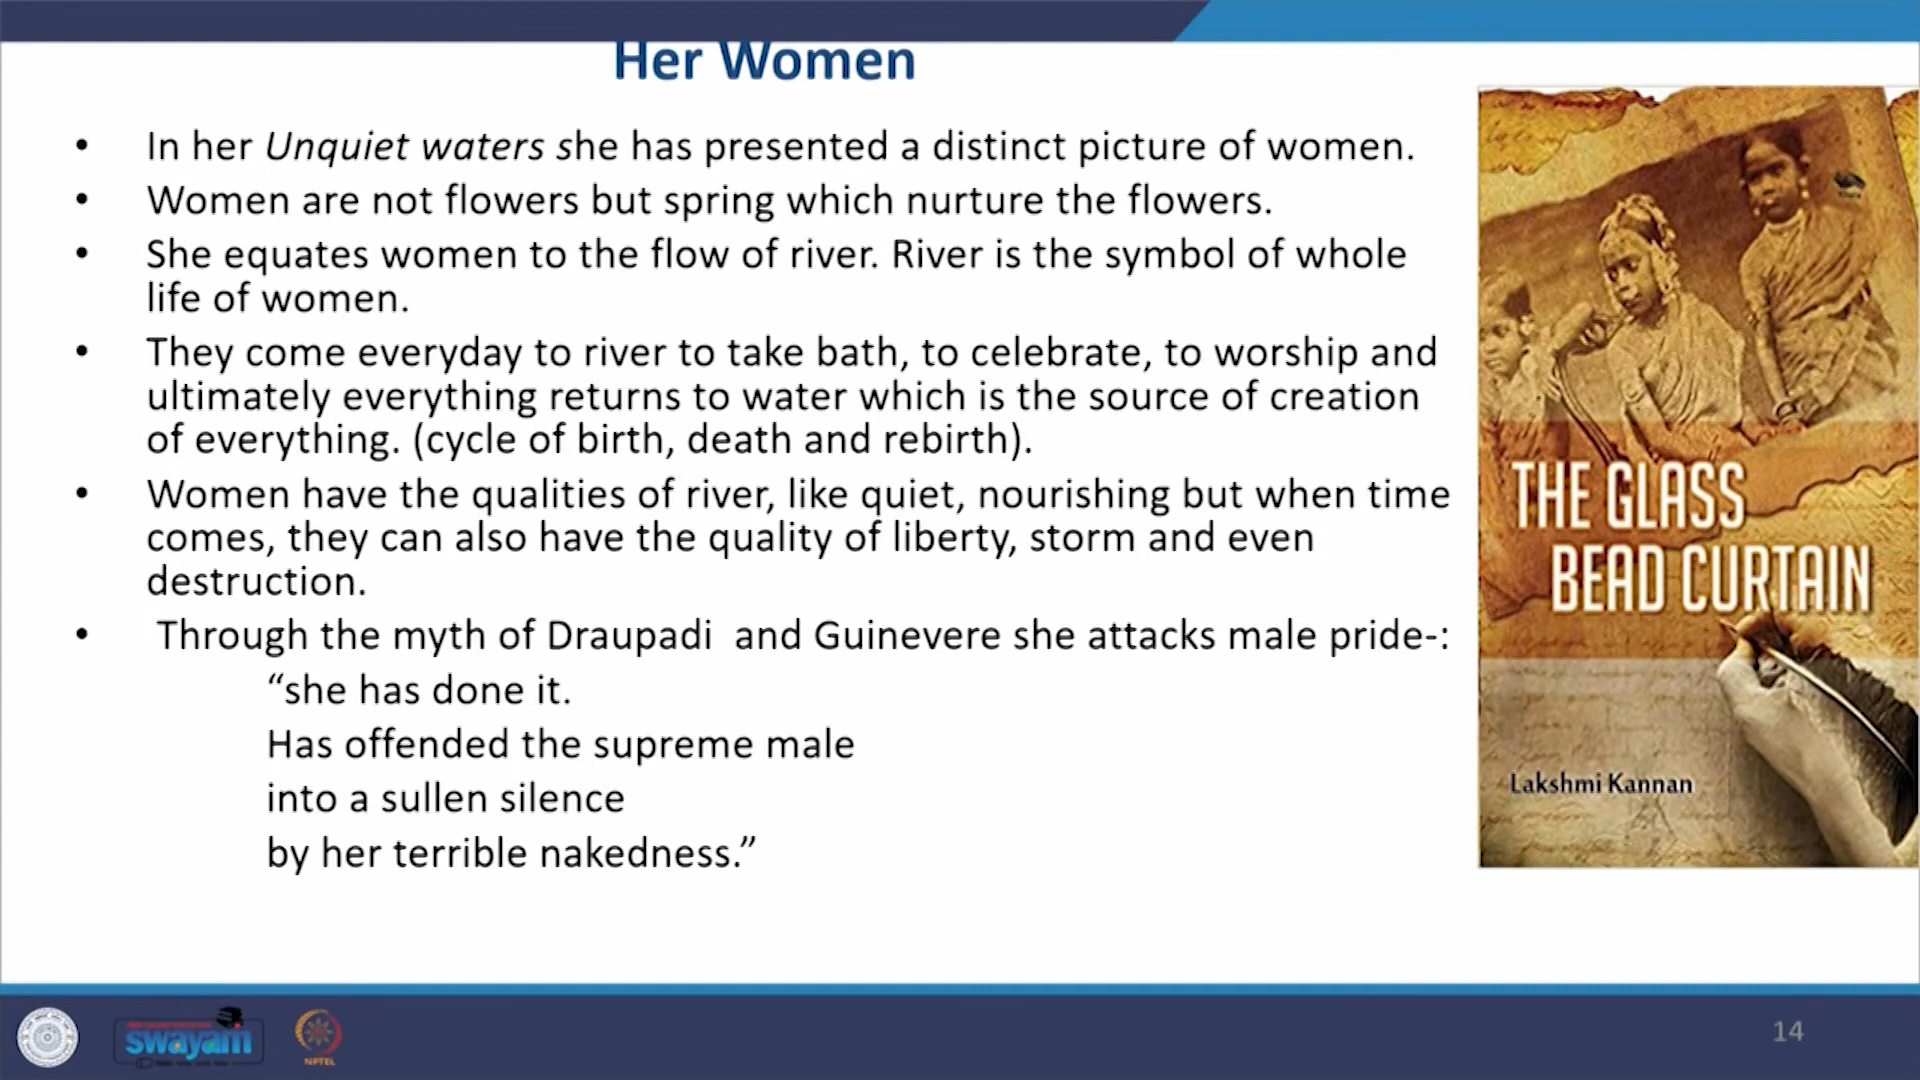 Her Women
• In her Unquiet waters she has presented a distinct picture of women.
• Women are not flowers but spring which nurture the flowers.
• She equates women to the flow of river. River is the symbol of whole
life of women.
• They come everyday to river to take bath, to celebrate, to worship and
ultimately everything returns to water which is the source of creation
of everything. (cycle of birth, death and rebirth).
• Women have the qualities of river, like quiet, nourishing but when time
comes, they can also have the quality of liberty, storm and even
destruction.
• Through the myth of Draupadi and Guinevere she attacks male pride-:
“she has done it.
Has offended the supreme male
into a sullen silence
by her terrible nakedness.”
THE GLASS
BEAD CURTAIN
Lakshmi Kannan
swayam
NPTEL
14